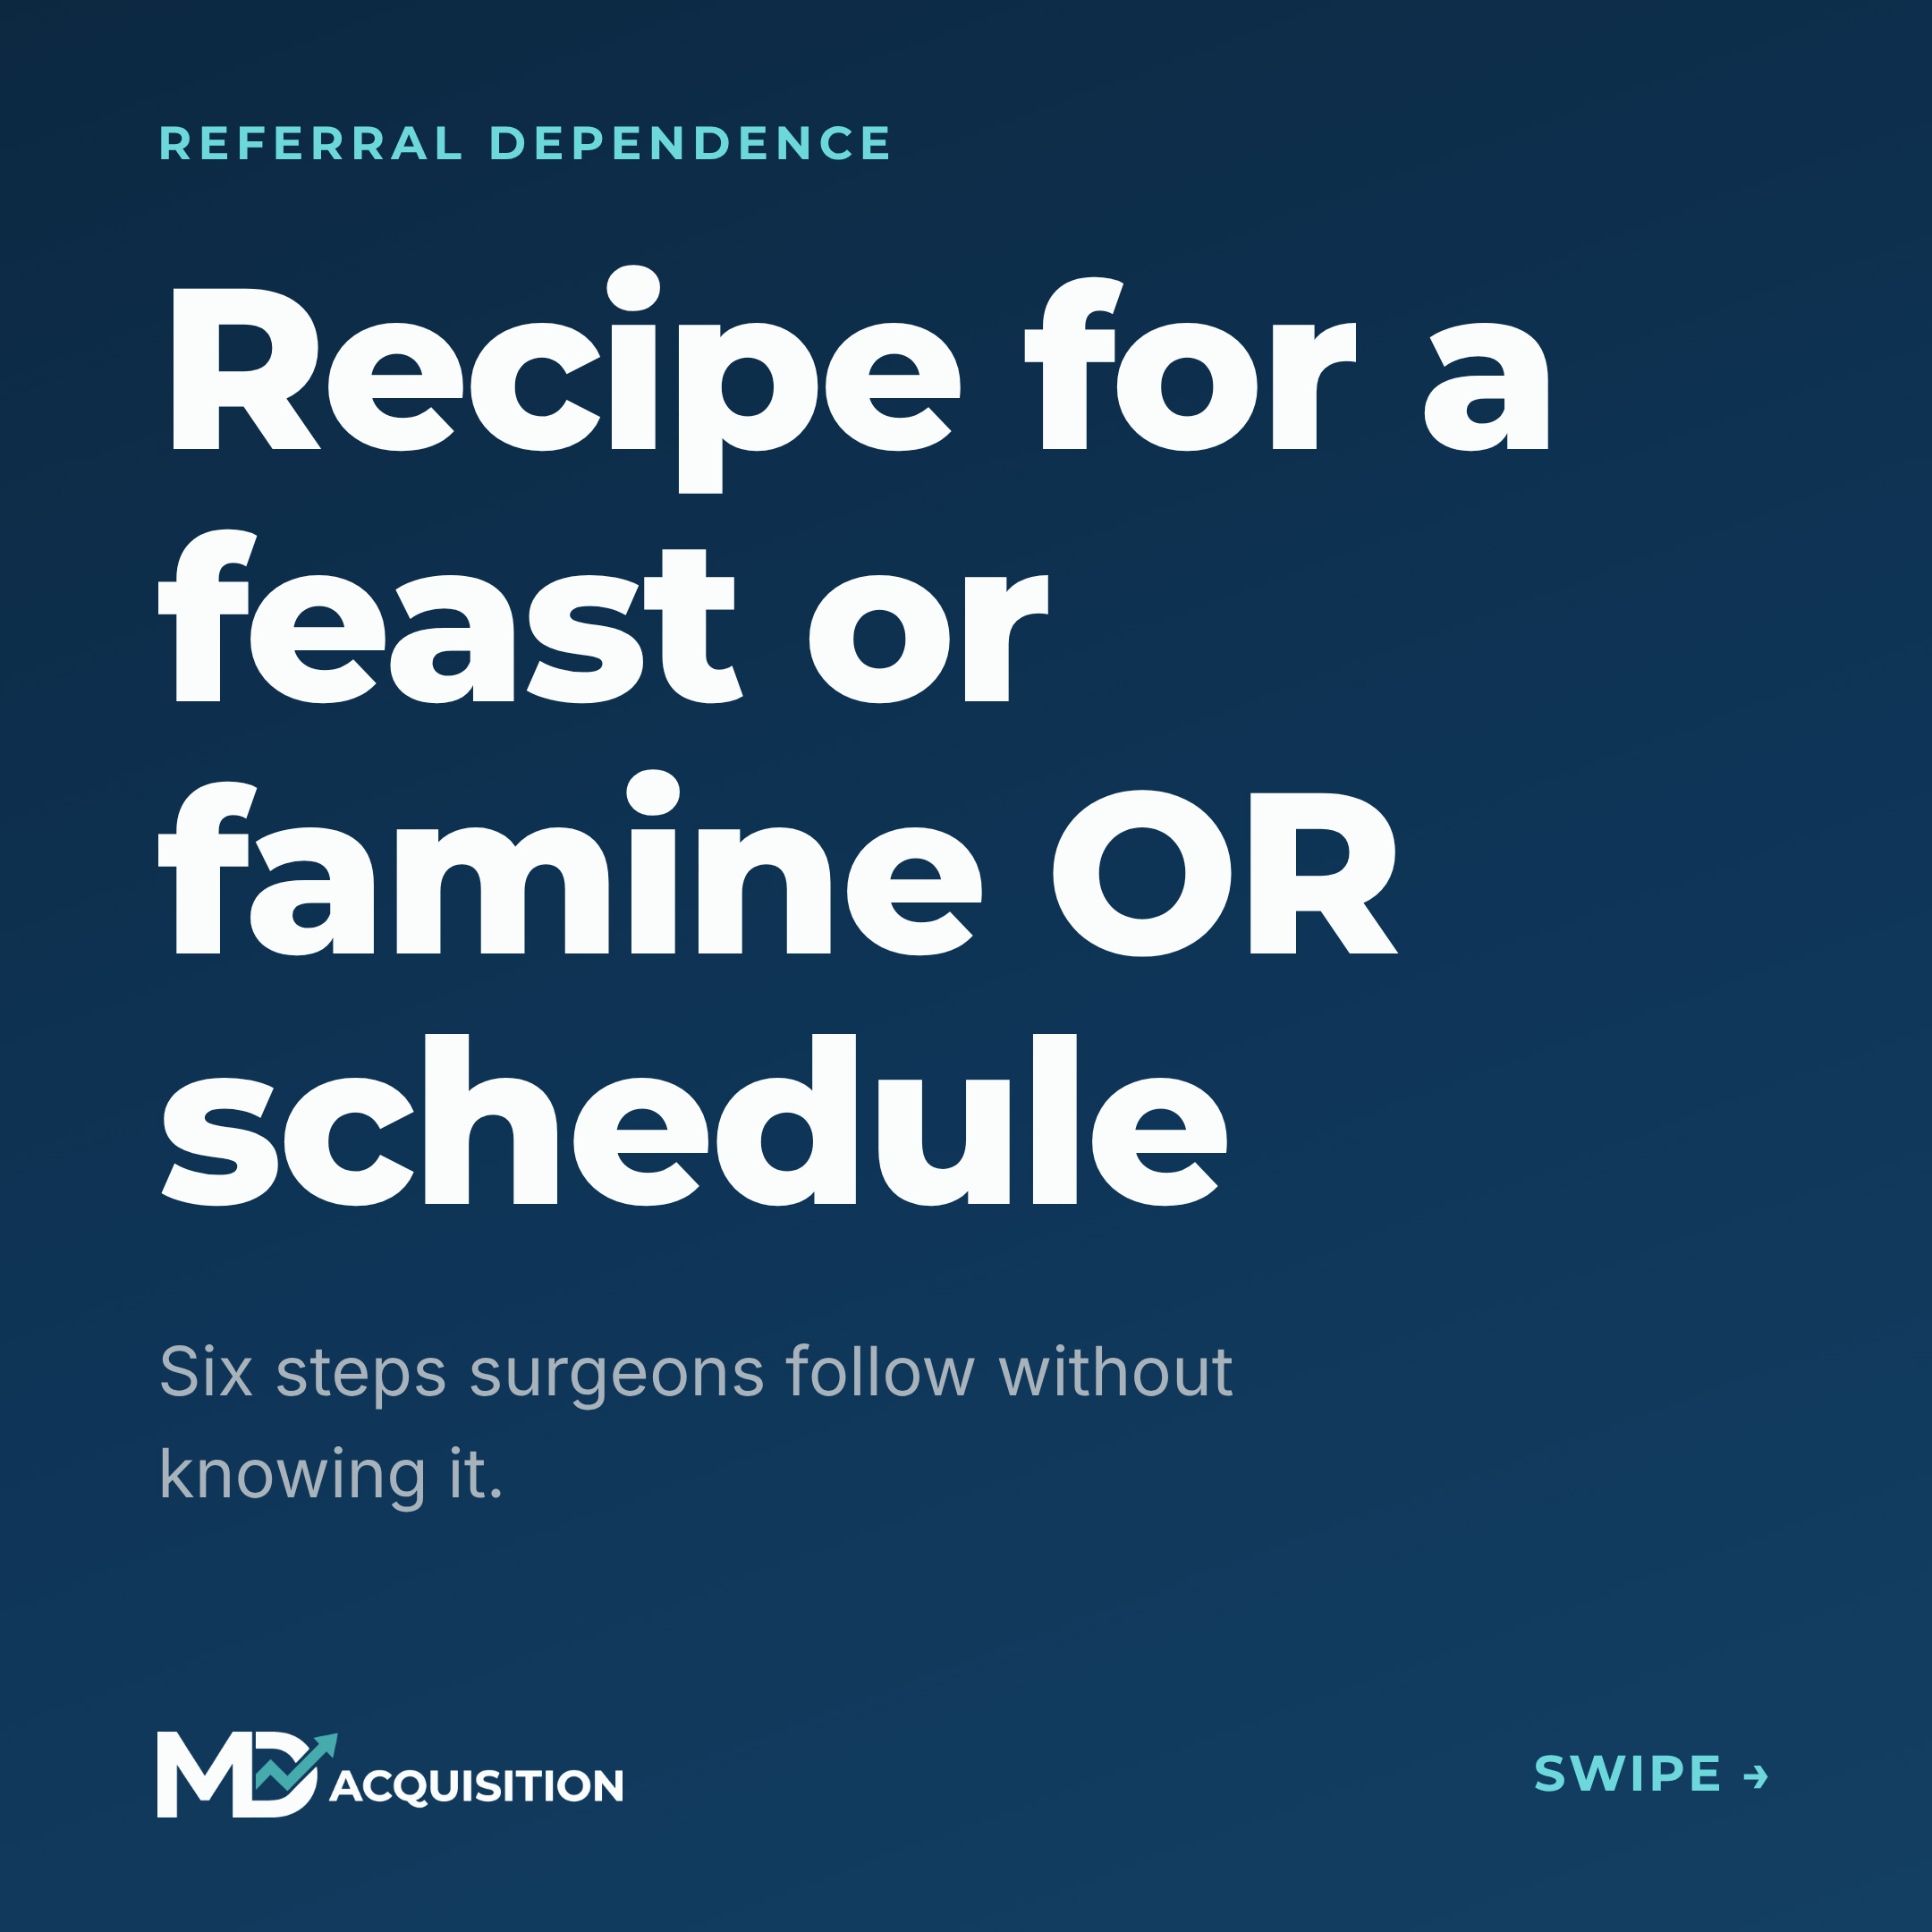 REFERRAL DEPENDENCE
Recipe for a
feast or
famine OR
schedule
Six steps surgeons follow without
knowing it.
MD ACQUISITION
SWIPE →